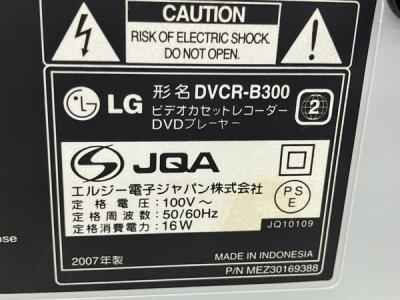 CAUTION
RISK OF ELECTRIC SHOCK.
DO NOT OPEN.
LG 形名 DVCR-B300
ビデオカセットレコーダー
DVDプレーヤー
2
JQA
エルジー電子ジャパン株式会社
定格電圧:100V～
定格周波数:50/60Hz
定格消費電力:16W
PS
E
JQ10109
ense
2007年製
MADE IN INDONESIA
P/N MEZ30169388